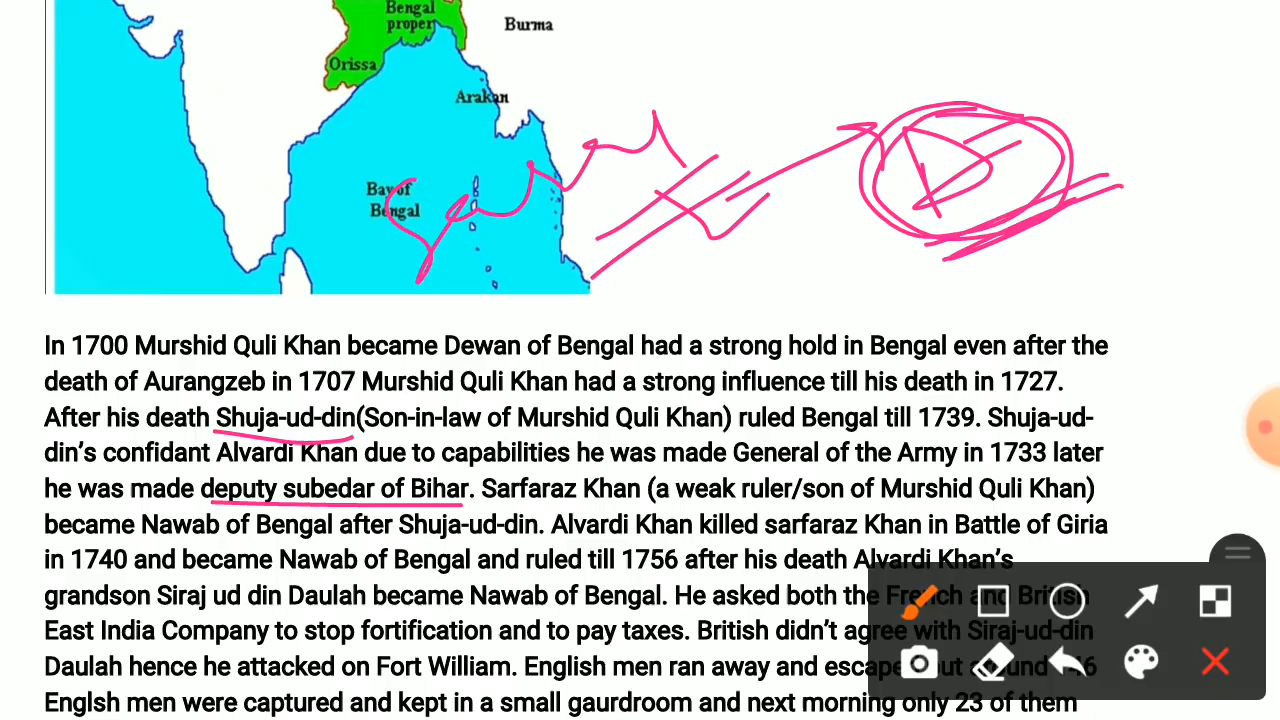 Bengal
proper
Burma
Orissa
Arakan
Bay of
Bengal
In 1700 Murshid Quli Khan became Dewan of Bengal had a strong hold in Bengal even after the
death of Aurangzeb in 1707 Murshid Quli Khan had a strong influence till his death in 1727.
After his death Shuja-ud-din(Son-in-law of Murshid Quli Khan) ruled Bengal till 1739. Shuja-ud-
din's confidant Alvardi Khan due to capabilities he was made General of the Army in 1733 later
he was made deputy subedar of Bihar. Sarfaraz Khan (a weak ruler/son of Murshid Quli Khan)
became Nawab of Bengal after Shuja-ud-din. Alvardi Khan killed sarfaraz Khan in Battle of Giria
in 1740 and became Nawab of Bengal and ruled till 1756 after his death Alvardi Khan's
grandson Siraj ud din Daulah became Nawab of Bengal. He asked both the French and British
East India Company to stop fortification and to pay taxes. British didn't agree with Siraj-ud-din
Daulah hence he attacked on Fort William. English men ran away and escape
Englsh men were captured and kept in a small gaurdroom and next morning only 23 of them